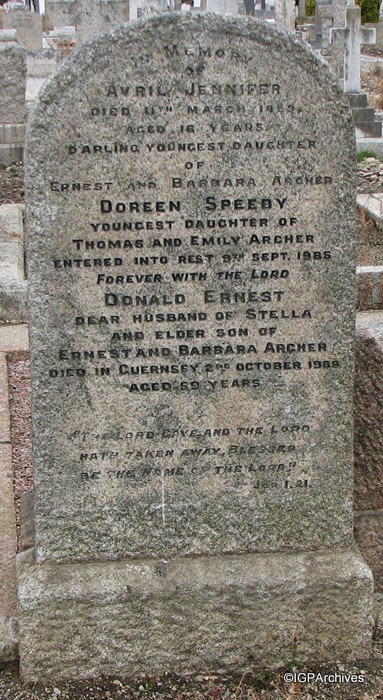 In Memory
of
Avril Jennifer
died 11th March 1959.
aged 16 years.
Darling youngest daughter
of
Ernest and Barbara Archer
Doreen Speedy
youngest daughter of
Thomas and Emily Archer
entered into rest 9th Sept. 1985
Forever with the Lord
Donald Ernest
dear husband of Stella
and elder son of
Ernest and Barbara Archer
died in Guernsey 2nd October 1988
aged 59 years
"The Lord gave and the Lord
hath taken away, Blessed
be the name of the Lord".
Job 1.21.
©IGPArchives